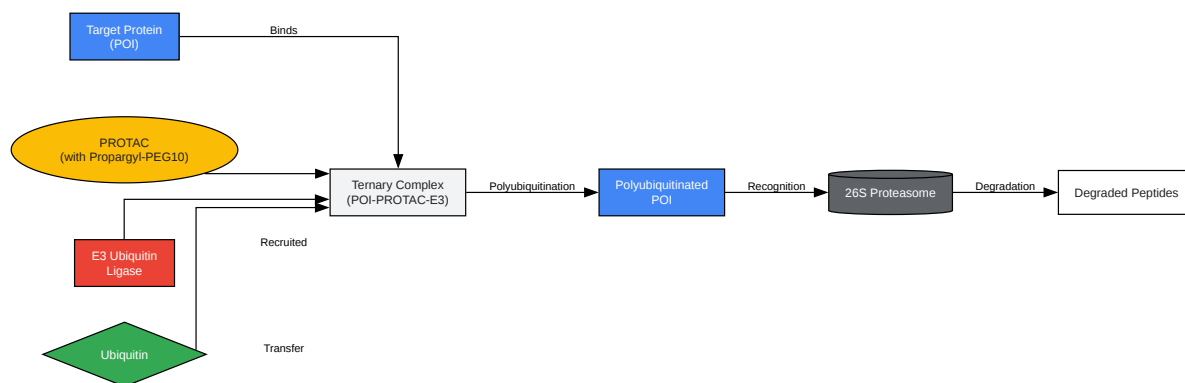 Target Protein
(POI)
Binds
PROTAC
(with Propargyl-PEG10)
Ternary Complex
(POI-PROTAC-E3)
Polyubiquitination
Polyubiquitinated
POI
Recognition
26S Proteasome
Degradation
Degraded Peptides
Recruited
E3 Ubiquitin
Ligase
Transfer
Ubiquitin